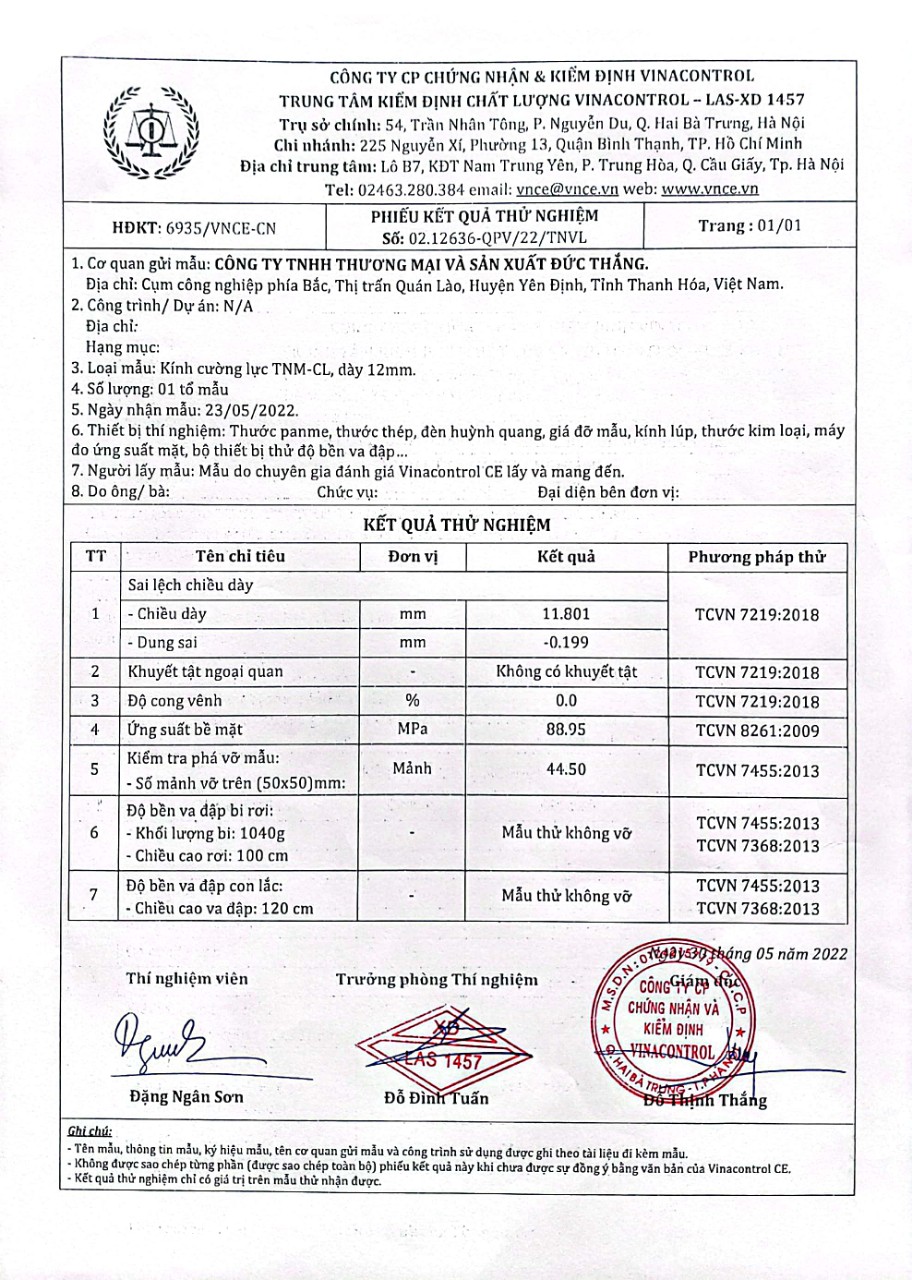 CÔNG TY CP CHỨNG NHẬN & KIỂM ĐỊNH VINACONTROL
TRUNG TÂM KIỂM ĐỊNH CHẤT LƯỢNG VINACONTROL – LAS-XD 1457
Trụ sở chính: 54, Trần Nhân Tông, P. Nguyễn Du, Q. Hai Bà Trưng, Hà Nội
Chi nhánh: 225 Nguyễn Xí, Phường 13, Quận Bình Thạnh, TP. Hồ Chí Minh
Địa chỉ trung tâm: Lô B7, KĐT Nam Trung Yên, P. Trung Hòa, Q. Cầu Giấy, Tp. Hà Nội
Tel: 02463.280.384 email: vnce@vnce.vn web: www.vnce.vn
HĐKT: 6935/VNCE-CN
PHIẾU KẾT QUẢ THỬ NGHIỆM
Số: 02.12636-QPV/22/TNVL
Trang : 01/01
1. Cơ quan gửi mẫu: CÔNG TY TNHH THƯƠNG MẠI VÀ SẢN XUẤT ĐỨC THẮNG.
Địa chỉ: Cụm công nghiệp phía Bắc, Thị trấn Quán Lào, Huyện Yên Định, Tỉnh Thanh Hóa, Việt Nam.
2. Công trình/ Dự án: N/A
Địa chỉ:
Hạng mục:
3. Loại mẫu: Kính cường lực TNM-CL, dày 12mm.
4. Số lượng: 01 tổ mẫu
5. Ngày nhận mẫu: 23/05/2022.
6. Thiết bị thí nghiệm: Thước panme, thước thép, đèn huỳnh quang, giá đỡ mẫu, kính lúp, thước kim loại, máy
đo ứng suất mặt, bộ thiết bị thử độ bền va đập...
7. Người lấy mẫu: Mẫu do chuyên gia đánh giá Vinacontrol CE lấy và mang đến.
8. Do ông/ bà: Chức vụ: Đại diện bên đơn vị:
KẾT QUẢ THỬ NGHIỆM
TT Tên chỉ tiêu Đơn vị Kết quả Phương pháp thử
1 Sai lệch chiều dày TCVN 7219:2018
- Chiều dày mm 11.801
- Dung sai mm -0.199
2 Khuyết tật ngoại quan - Không có khuyết tật TCVN 7219:2018
3 Độ cong vênh % 0.0 TCVN 7219:2018
4 Ứng suất bề mặt MPa 88.95 TCVN 8261:2009
5 Kiểm tra phá vỡ mẫu: Mảnh 44.50 TCVN 7455:2013
- Số mảnh vỡ trên (50x50)mm:
6 Độ bền va đập bi rơi: - Mẫu thử không vỡ TCVN 7455:2013
- Khối lượng bi: 1040g TCVN 7368:2013
- Chiều cao rơi: 100 cm
7 Độ bền va đập con lắc: - Mẫu thử không vỡ TCVN 7455:2013
- Chiều cao va đập: 120 cm TCVN 7368:2013
Ngày 30 tháng 05 năm 2022
Thí nghiệm viên Trưởng phòng Thí nghiệm Giám đốc
CÔNG TY CP
CHỨNG NHẬN VÀ
KIỂM ĐỊNH
VINACONTROL
XD
LAS 1457
Q. HAI BÀ TRƯNG
Đặng Ngân Sơn Đỗ Đình Tuấn Đỗ Thịnh Thắng
Ghi chú:
- Tên mẫu, thông tin mẫu, ký hiệu mẫu, tên cơ quan gửi mẫu và công trình sử dụng được ghi theo tài liệu đi kèm mẫu.
- Không được sao chép từng phần (được sao chép toàn bộ) phiếu kết quả này khi chưa được sự đồng ý bằng văn bản của Vinacontrol CE.
- Kết quả thử nghiệm chỉ có giá trị trên mẫu thử nhận được.